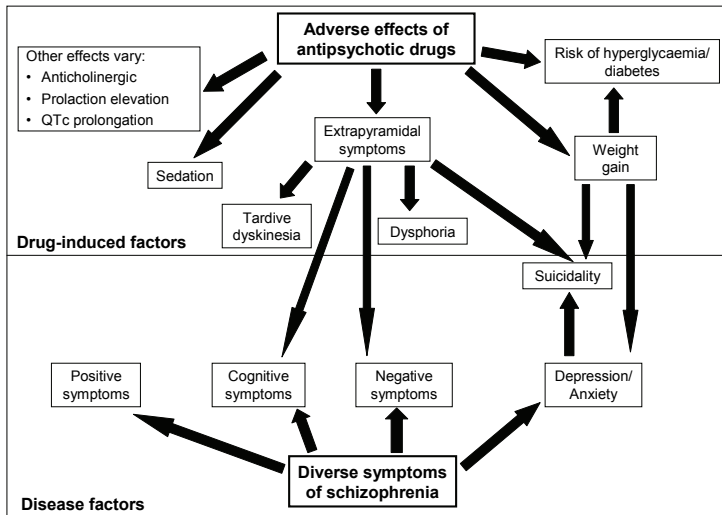 Adverse effects of
antipsychotic drugs
Other effects vary:
• Anticholinergic
• Prolaction elevation
• QTc prolongation
Risk of hyperglycaemia/
diabetes
Extrapyramidal
symptoms
Weight
gain
Sedation
Tardive
dyskinesia
Dysphoria
Drug-induced factors
Suicidality
Positive
symptoms
Cognitive
symptoms
Negative
symptoms
Depression/
Anxiety
Diverse symptoms
of schizophrenia
Disease factors